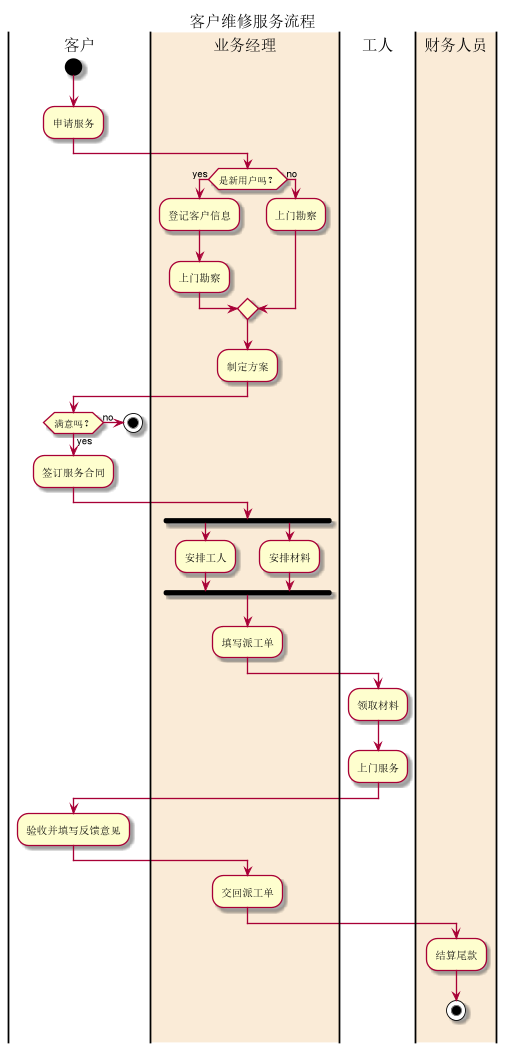 客户维修服务流程
客户 业务经理 工人 财务人员
申请服务
yes 是新用户吗？ no
登记客户信息 上门勘察
上门勘察
制定方案
满意吗？ no
yes
签订服务合同
安排工人 安排材料
填写派工单
领取材料
上门服务
验收并填写反馈意见
交回派工单
结算尾款